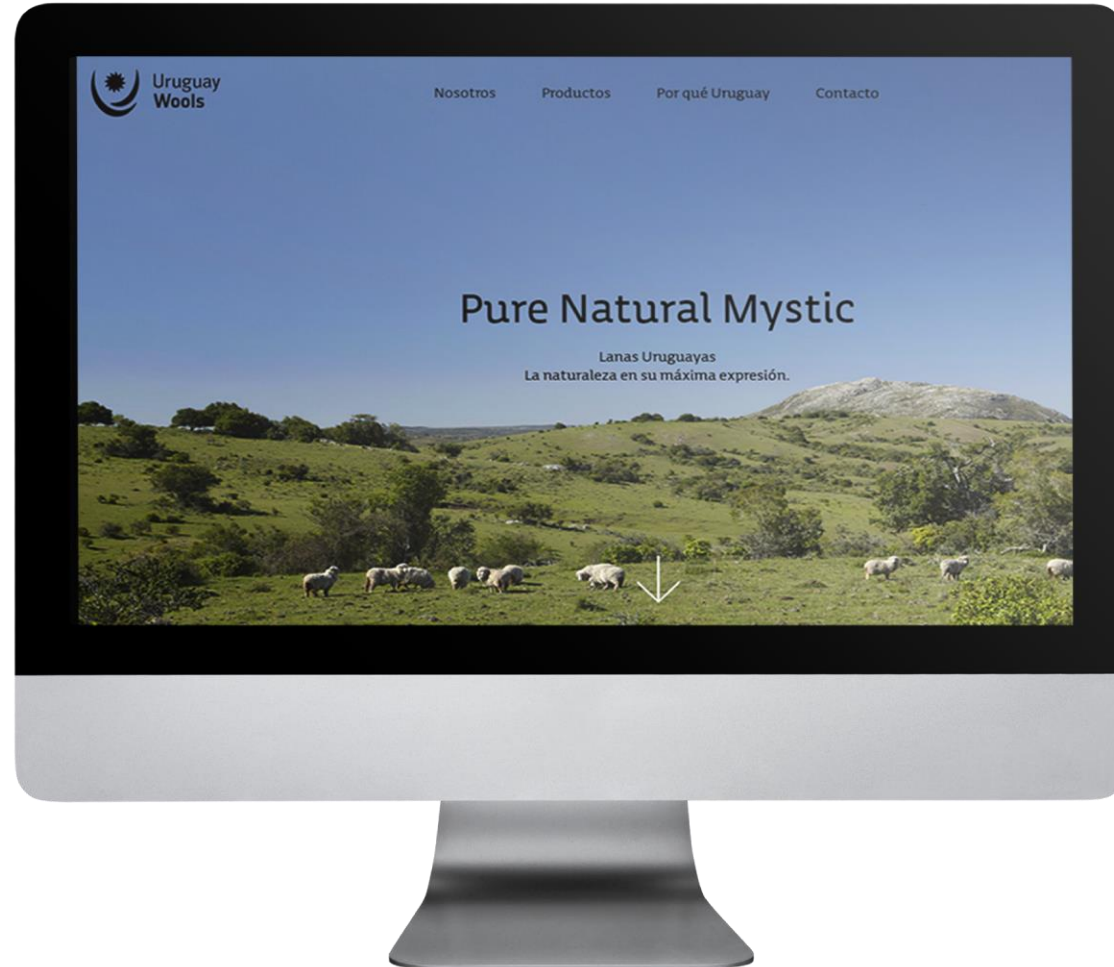 Uruguay
Wools
Nosotros Productos Por qué Uruguay Contacto
Pure Natural Mystic
Lanas Uruguayas
La naturaleza en su máxima expresión.